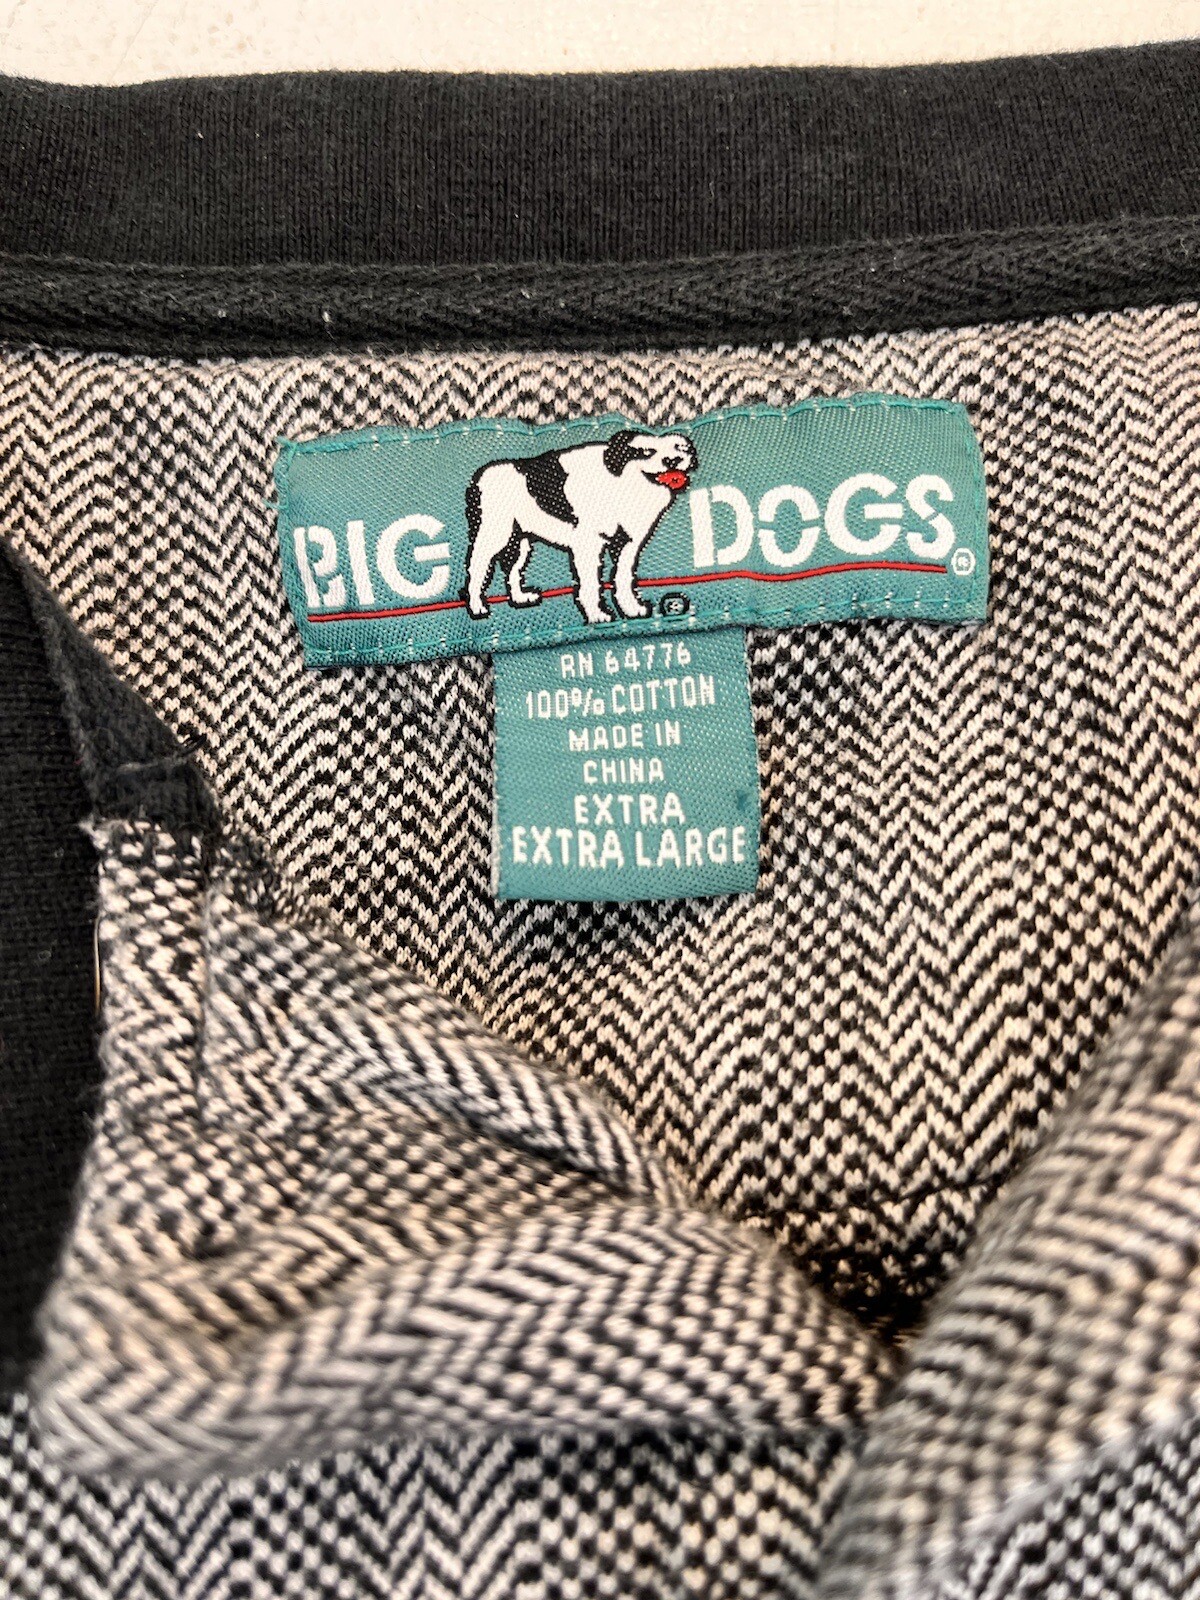 BIG DOGS®
®
RN 64776
100% COTTON
MADE IN
CHINA
EXTRA
EXTRA LARGE